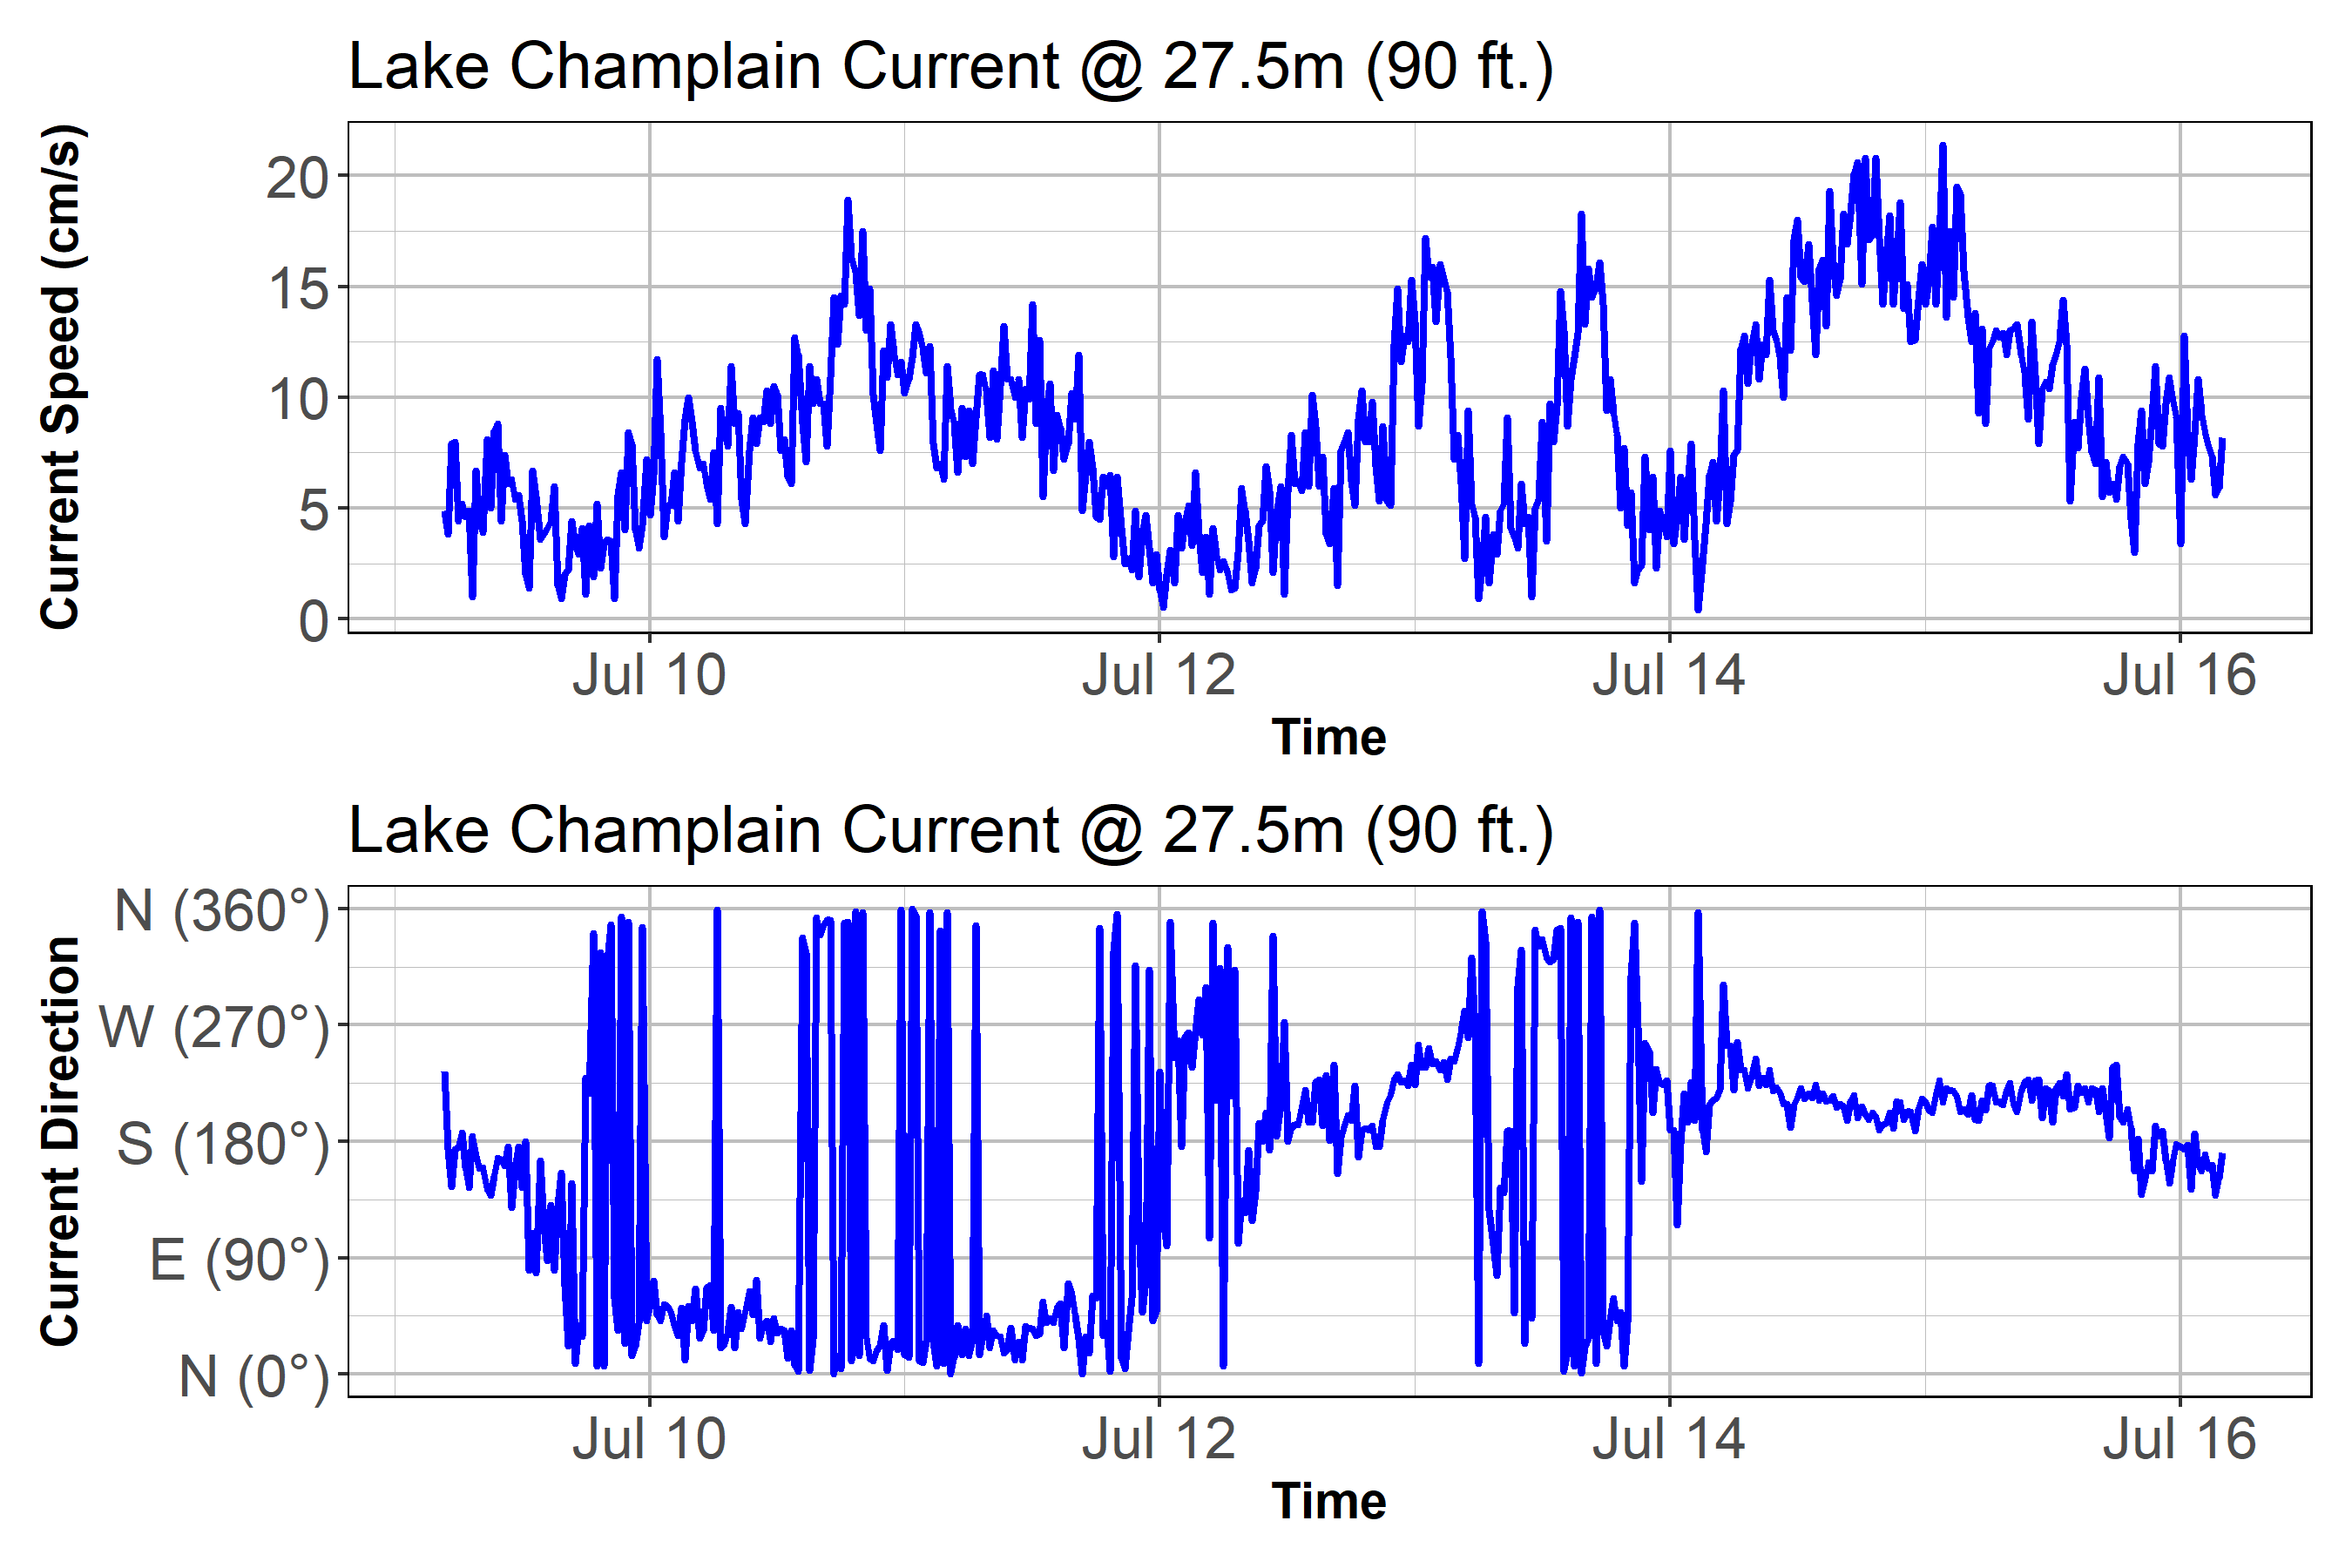 Lake Champlain Current @ 27.5m (90 ft.)
Current Speed (cm/s)
20
15
10
5
0
Jul 10 Jul 12 Jul 14 Jul 16
Time
Lake Champlain Current @ 27.5m (90 ft.)
Current Direction
N (360°)
W (270°)
S (180°)
E (90°)
N (0°)
Jul 10 Jul 12 Jul 14 Jul 16
Time